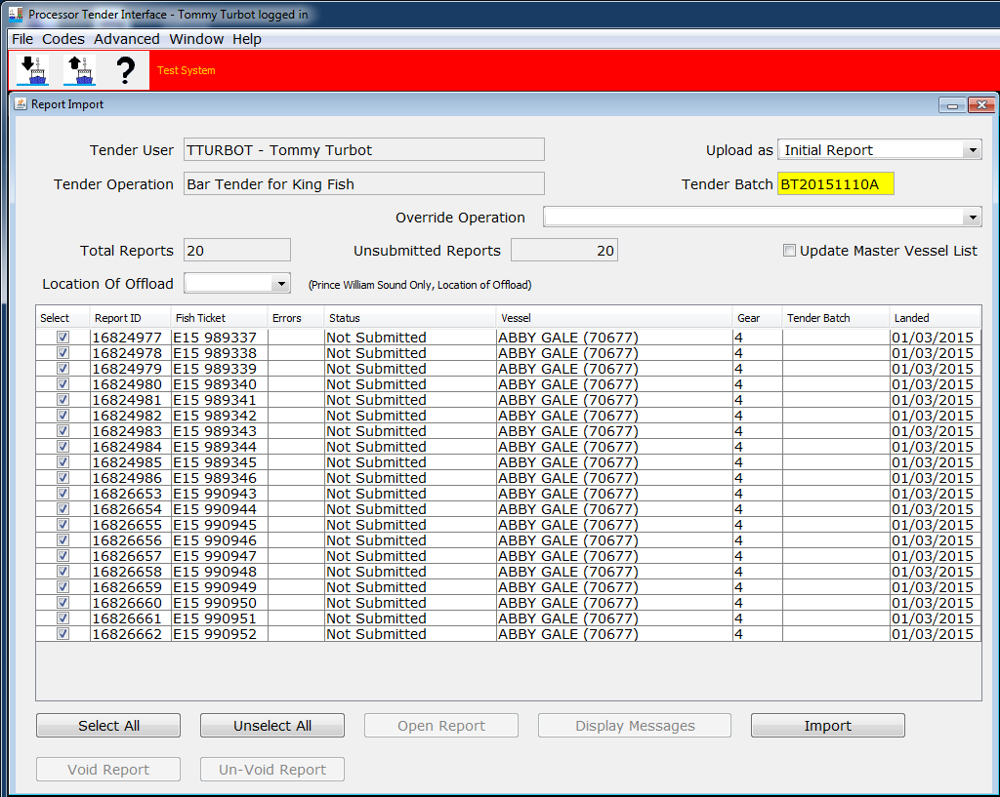 Processor Tender Interface - Tommy Turbot logged in
File Codes Advanced Window Help
? Test System
Report Import
Tender User TTURBOT - Tommy Turbot Upload as Initial Report
Tender Operation Bar Tender for King Fish Tender Batch BT20151110A
Override Operation
Total Reports 20 Unsubmitted Reports 20 Update Master Vessel List
Location Of Offload (Prince William Sound Only, Location of Offload)
Select Report ID Fish Ticket Errors Status Vessel Gear Tender Batch Landed
16824977 E15 989337 Not Submitted ABBY GALE (70677) 4 01/03/2015
16824978 E15 989338 Not Submitted ABBY GALE (70677) 4 01/03/2015
16824979 E15 989339 Not Submitted ABBY GALE (70677) 4 01/03/2015
16824980 E15 989340 Not Submitted ABBY GALE (70677) 4 01/03/2015
16824981 E15 989341 Not Submitted ABBY GALE (70677) 4 01/03/2015
16824982 E15 989342 Not Submitted ABBY GALE (70677) 4 01/03/2015
16824983 E15 989343 Not Submitted ABBY GALE (70677) 4 01/03/2015
16824984 E15 989344 Not Submitted ABBY GALE (70677) 4 01/03/2015
16824985 E15 989345 Not Submitted ABBY GALE (70677) 4 01/03/2015
16824986 E15 989346 Not Submitted ABBY GALE (70677) 4 01/03/2015
16826653 E15 990943 Not Submitted ABBY GALE (70677) 4 01/03/2015
16826654 E15 990944 Not Submitted ABBY GALE (70677) 4 01/03/2015
16826655 E15 990945 Not Submitted ABBY GALE (70677) 4 01/03/2015
16826656 E15 990946 Not Submitted ABBY GALE (70677) 4 01/03/2015
16826657 E15 990947 Not Submitted ABBY GALE (70677) 4 01/03/2015
16826658 E15 990948 Not Submitted ABBY GALE (70677) 4 01/03/2015
16826659 E15 990949 Not Submitted ABBY GALE (70677) 4 01/03/2015
16826660 E15 990950 Not Submitted ABBY GALE (70677) 4 01/03/2015
16826661 E15 990951 Not Submitted ABBY GALE (70677) 4 01/03/2015
16826662 E15 990952 Not Submitted ABBY GALE (70677) 4 01/03/2015
Select All Unselect All Open Report Display Messages Import
Void Report Un-Void Report